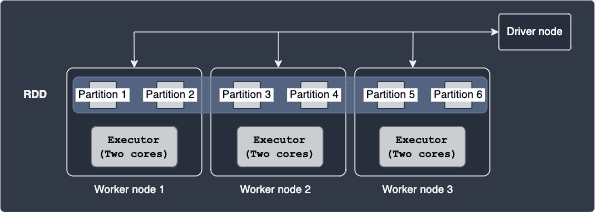 Driver node
RDD
Partition 1
Partition 2
Partition 3
Partition 4
Partition 5
Partition 6
Executor
(Two cores)
Executor
(Two cores)
Executor
(Two cores)
Worker node 1
Worker node 2
Worker node 3